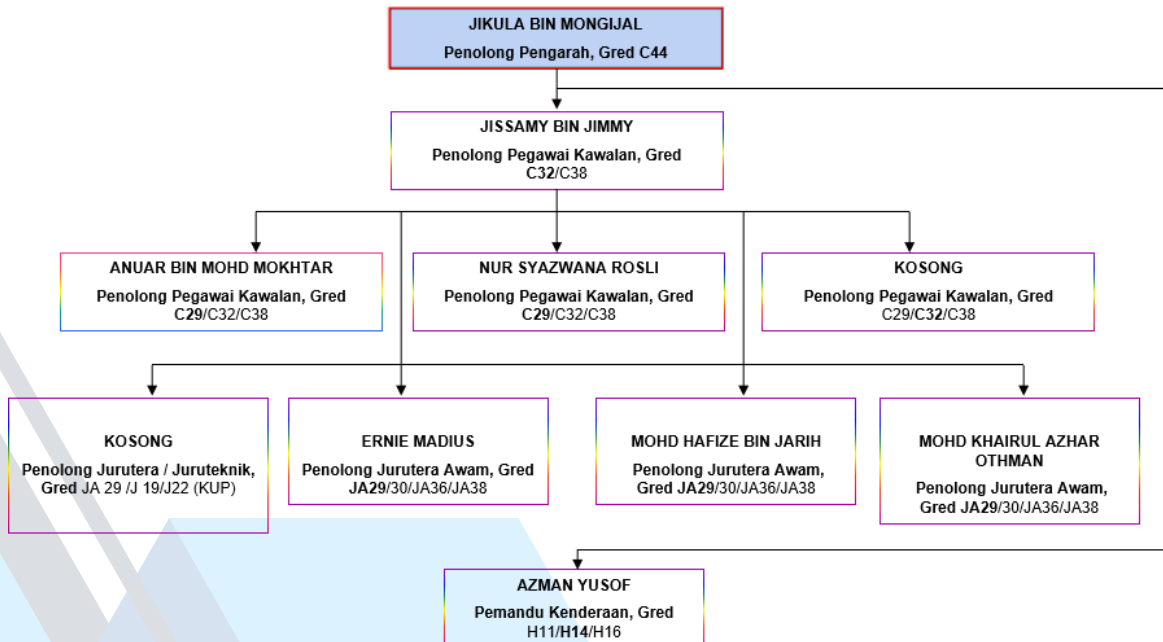 JIKULA BIN MONGIJAL
Penolong Pengarah, Gred C44
JISSAMY BIN JIMMY
Penolong Pegawai Kawalan, Gred
C32/C38
ANUAR BIN MOHD MOKHTAR
Penolong Pegawai Kawalan, Gred
C29/C32/C38
NUR SYAZWANA ROSLI
Penolong Pegawai Kawalan, Gred
C29/C32/C38
KOSONG
Penolong Pegawai Kawalan, Gred
C29/C32/C38
KOSONG
Penolong Jurutera / Juruteknik,
Gred JA 29 /J 19/J22 (KUP)
ERNIE MADIUS
Penolong Jurutera Awam, Gred
JA29/30/JA36/JA38
MOHD HAFIZE BIN JARIH
Penolong Jurutera Awam,
Gred JA29/30/JA36/JA38
MOHD KHAIRUL AZHAR
OTHMAN
Penolong Jurutera Awam,
Gred JA29/30/JA36/JA38
AZMAN YUSOF
Pemandu Kenderaan, Gred
H11/H14/H16